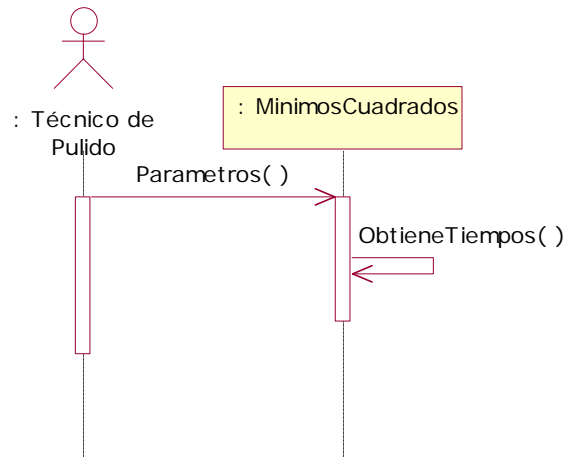 : Técnico de
Pulido
: MinimosCuadrados
Parametros( )
ObtieneTiempos( )